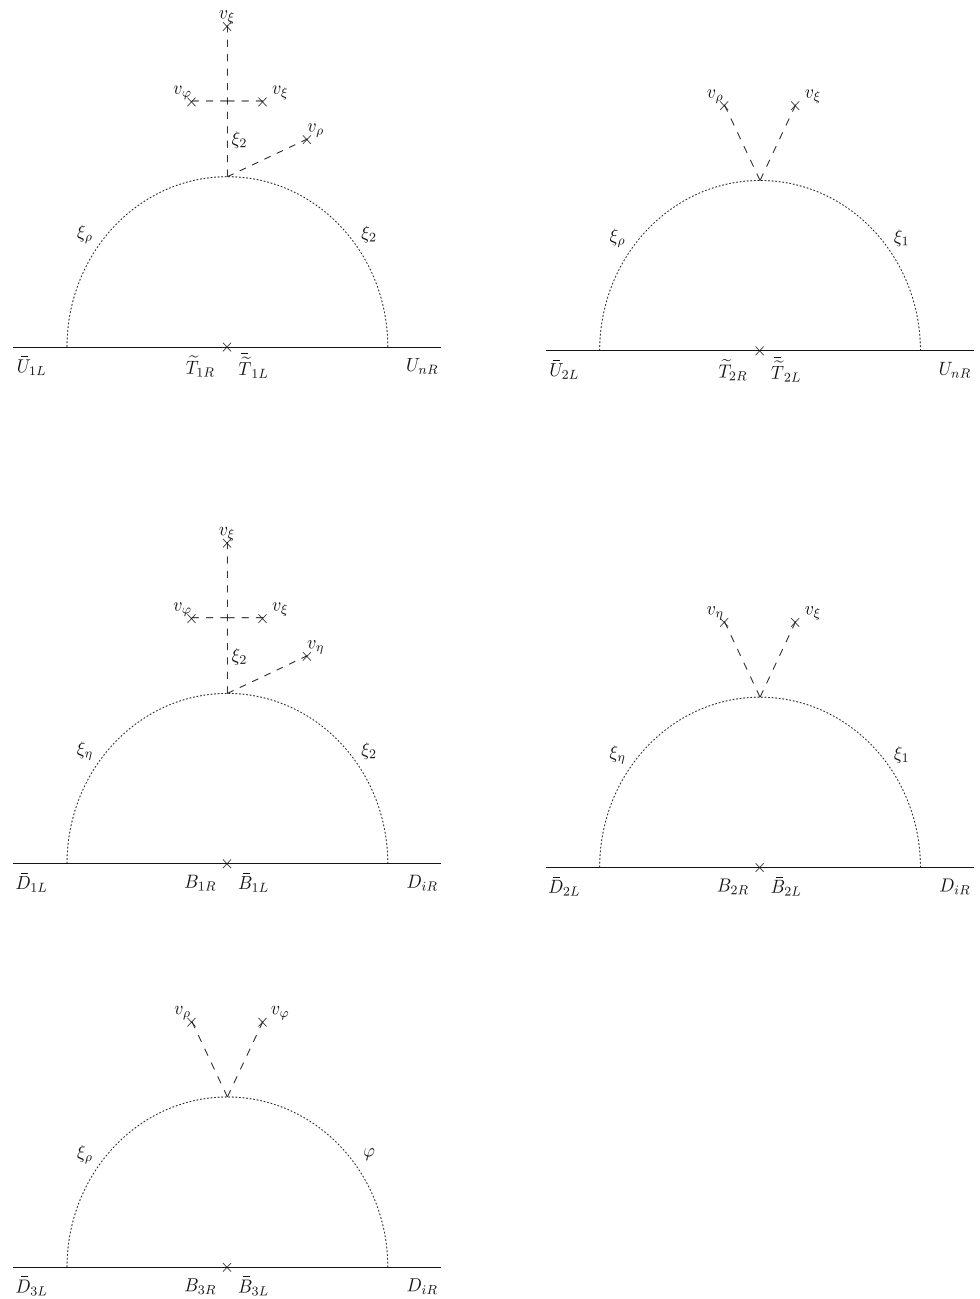 v_ξ
v_φ v_ξ
ξ_2 v_ρ
v_ρ v_ξ
ξ_ρ ξ_2
ξ_ρ ξ_1
Ū_{1L} T̃_{1R} T̃̄_{1L} U_{nR}
Ū_{2L} T̃_{2R} T̃̄_{2L} U_{nR}
v_ξ
v_φ v_ξ
ξ_2 v_η
v_η v_ξ
ξ_η ξ_2
ξ_η ξ_1
D̄_{1L} B_{1R} B̄_{1L} D_{iR}
D̄_{2L} B_{2R} B̄_{2L} D_{iR}
v_ρ v_φ
ξ_ρ φ
D̄_{3L} B_{3R} B̄_{3L} D_{iR}